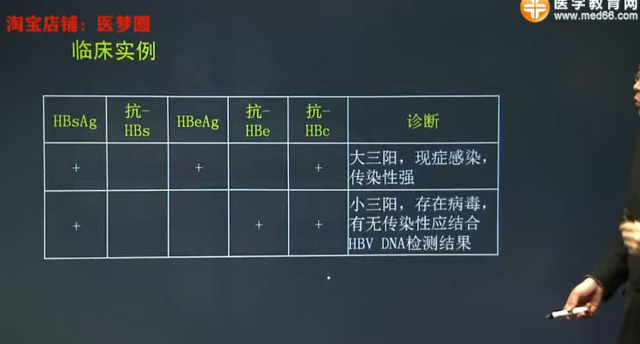 淘宝店铺：医梦圆
医学教育网
www.med66.com
临床实例
HBsAg 抗-HBs HBeAg 抗-HBe 抗-HBc 诊断
+ + + 大三阳，现症感染，
传染性强
+ + + 小三阳，存在病毒，
有无传染性应结合
HBV DNA检测结果